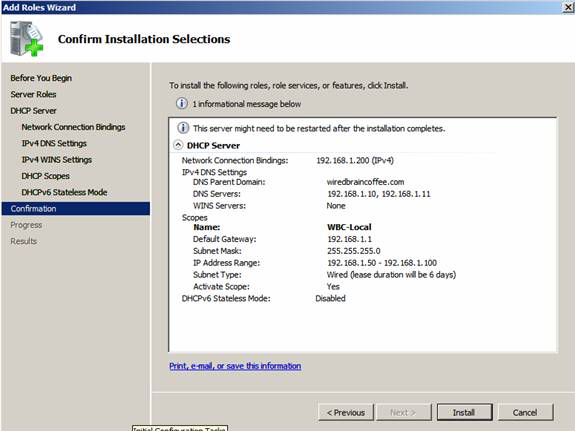 Add Roles Wizard
Confirm Installation Selections
Before You Begin
Server Roles
DHCP Server
Network Connection Bindings
IPv4 DNS Settings
IPv4 WINS Settings
DHCP Scopes
DHCPv6 Stateless Mode
Confirmation
Progress
Results
To install the following roles, role services, or features, click Install.
1 informational message below
This server might need to be restarted after the installation completes.
DHCP Server
Network Connection Bindings: 192.168.1.200 (IPv4)
IPv4 DNS Settings
DNS Parent Domain: wiredbraincoffee.com
DNS Servers: 192.168.1.10, 192.168.1.11
WINS Servers: None
Scopes
Name: WBC-Local
Default Gateway: 192.168.1.1
Subnet Mask: 255.255.255.0
IP Address Range: 192.168.1.50 - 192.168.1.100
Subnet Type: Wired (lease duration will be 6 days)
Activate Scope: Yes
DHCPv6 Stateless Mode: Disabled
Print, e-mail, or save this information
< Previous
Next >
Install
Cancel
Initial Configuration Tasks